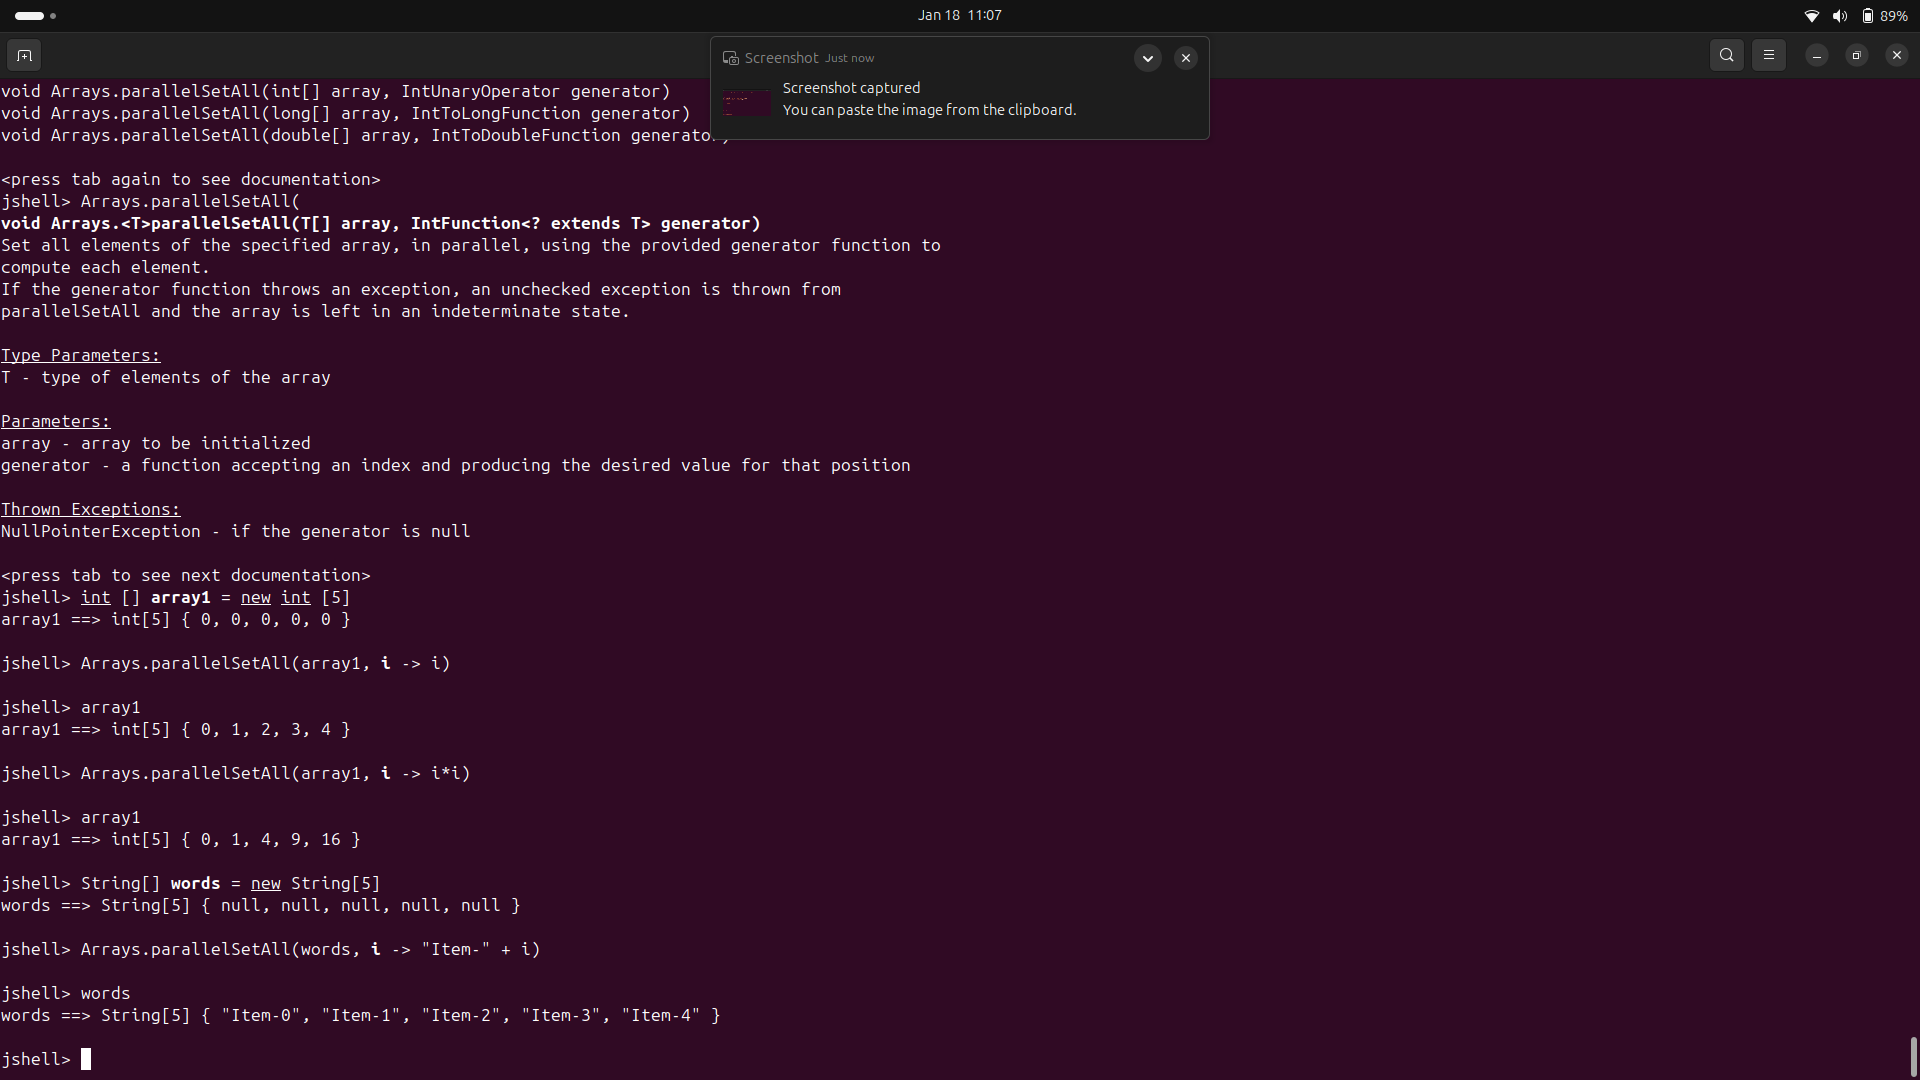 Jan 18 11:07
89%
Screenshot Just now
Screenshot captured
You can paste the image from the clipboard.
void Arrays.parallelSetAll(int[] array, IntUnaryOperator generator)
void Arrays.parallelSetAll(long[] array, IntToLongFunction generator)
void Arrays.parallelSetAll(double[] array, IntToDoubleFunction generator)
<press tab again to see documentation>
jshell> Arrays.parallelSetAll(
void Arrays.<T>parallelSetAll(T[] array, IntFunction<? extends T> generator)
Set all elements of the specified array, in parallel, using the provided generator function to
compute each element.
If the generator function throws an exception, an unchecked exception is thrown from
parallelSetAll and the array is left in an indeterminate state.
Type Parameters:
T - type of elements of the array
Parameters:
array - array to be initialized
generator - a function accepting an index and producing the desired value for that position
Thrown Exceptions:
NullPointerException - if the generator is null
<press tab to see next documentation>
jshell> int [] array1 = new int [5]
array1 ==> int[5] { 0, 0, 0, 0, 0 }
jshell> Arrays.parallelSetAll(array1, i -> i)
jshell> array1
array1 ==> int[5] { 0, 1, 2, 3, 4 }
jshell> Arrays.parallelSetAll(array1, i -> i*i)
jshell> array1
array1 ==> int[5] { 0, 1, 4, 9, 16 }
jshell> String[] words = new String[5]
words ==> String[5] { null, null, null, null, null }
jshell> Arrays.parallelSetAll(words, i -> "Item-" + i)
jshell> words
words ==> String[5] { "Item-0", "Item-1", "Item-2", "Item-3", "Item-4" }
jshell>